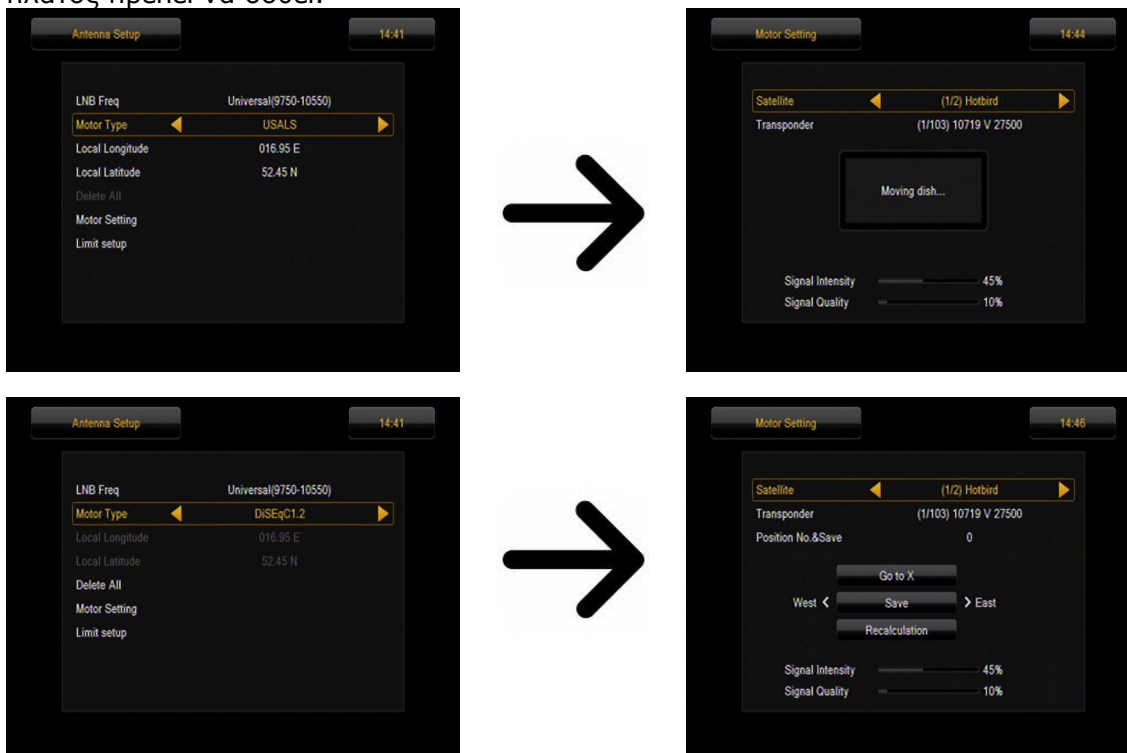 πλάτος πρέπει να δοθεί.
Antenna Setup 14:41
LNB Freq Universal(9750-10550)
Motor Type USALS
Local Longitude 016.95 E
Local Latitude 52.45 N
Delete All
Motor Setting
Limit setup
Motor Setting 14:44
Satellite (1/2) Hotbird
Transponder (1/103) 10719 V 27500
Moving dish...
Signal Intensity 45%
Signal Quality 10%
Antenna Setup 14:41
LNB Freq Universal(9750-10550)
Motor Type DiSEqC1.2
Local Longitude 016.95 E
Local Latitude 52.45 N
Delete All
Motor Setting
Limit setup
Motor Setting 14:46
Satellite (1/2) Hotbird
Transponder (1/103) 10719 V 27500
Position No.&Save 0
Go to X
West < Save > East
Recalculation
Signal Intensity 45%
Signal Quality 10%